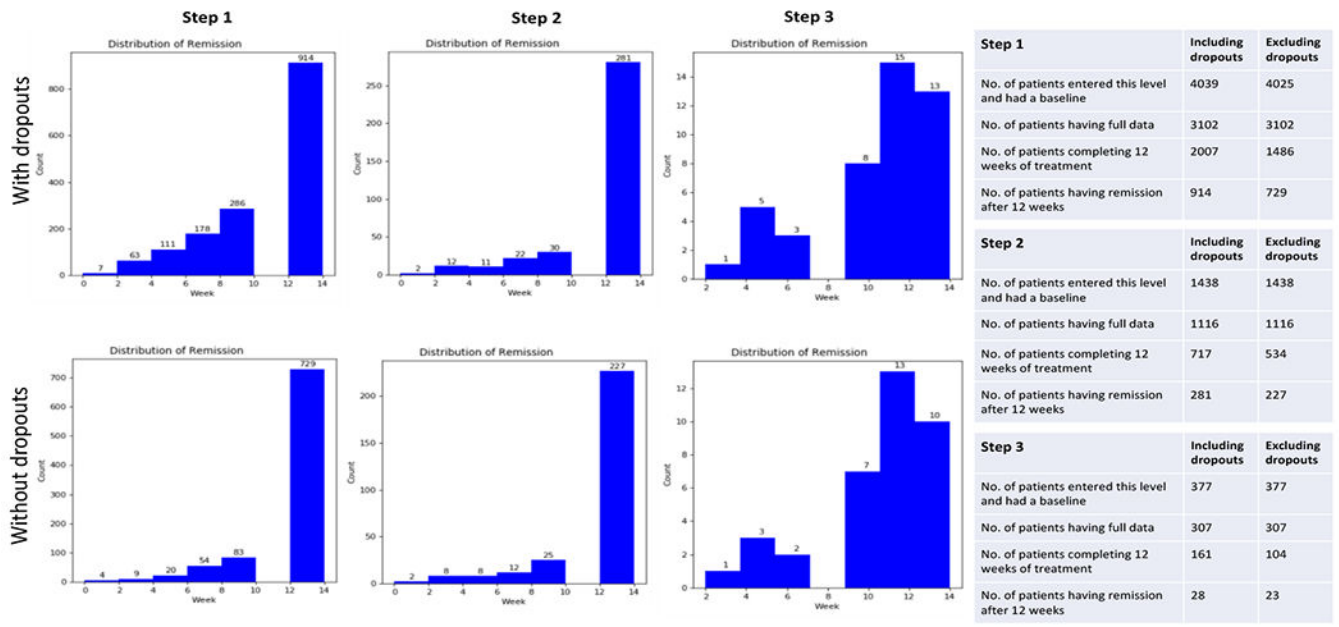 Step 1
Step 2
Step 3
With dropouts
Distribution of Remission
Count
800
600
400
200
0
7
63
111
178
286
914
0 2 4 6 8 10 12 14
Week
Distribution of Remission
Count
250
200
150
100
50
0
2
12
11
22
30
281
0 2 4 6 8 10 12 14
Week
Distribution of Remission
Count
14
12
10
8
6
4
2
0
1
5
3
8
15
13
2 4 6 8 10 12 14
Week
Without dropouts
Distribution of Remission
Count
700
600
500
400
300
200
100
0
4
9
20
54
83
729
0 2 4 6 8 10 12 14
Week
Distribution of Remission
Count
200
150
100
50
0
2
8
8
12
25
227
0 2 4 6 8 10 12 14
Week
Distribution of Remission
Count
12
10
8
6
4
2
0
1
3
2
7
13
10
2 4 6 8 10 12 14
Week
Step 1 Including Excluding
dropouts dropouts
No. of patients entered this level 4039 4025
and had a baseline
No. of patients having full data 3102 3102
No. of patients completing 12 2007 1486
weeks of treatment
No. of patients having remission 914 729
after 12 weeks
Step 2 Including Excluding
dropouts dropouts
No. of patients entered this level 1438 1438
and had a baseline
No. of patients having full data 1116 1116
No. of patients completing 12 717 534
weeks of treatment
No. of patients having remission 281 227
after 12 weeks
Step 3 Including Excluding
dropouts dropouts
No. of patients entered this level 377 377
and had a baseline
No. of patients having full data 307 307
No. of patients completing 12 161 104
weeks of treatment
No. of patients having remission 28 23
after 12 weeks